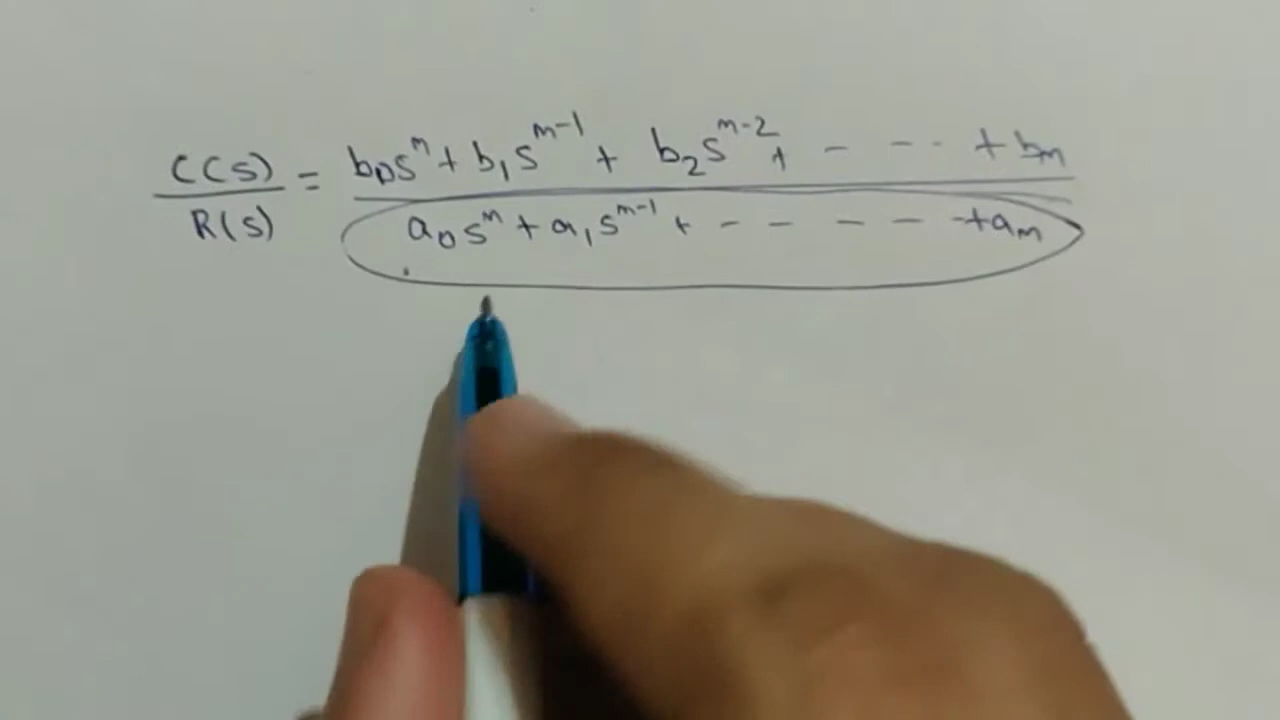 C(S) / R(S) = b₀s^m + b₁s^(m-1) + b₂s^(m-2) + - - - - + bₘ / a₀s^m + a₁s^(m-1) + - - - - - + aₘ